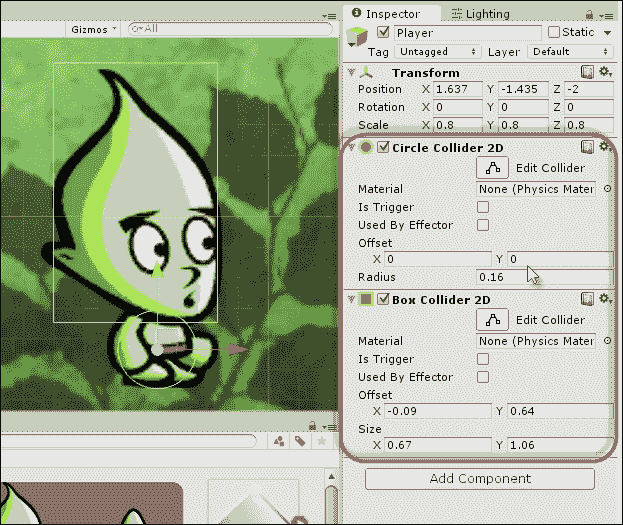 Inspector Lighting
Gizmos All
Player Static
Tag Untagged Layer Default
Transform
Position X 1.637 Y -1.435 Z -2
Rotation X 0 Y 0 Z 0
Scale X 0.8 Y 0.8 Z 0.8
Circle Collider 2D
Edit Collider
Material None (Physics Mater
Is Trigger
Used By Effector
Offset
X 0 Y 0
Radius 0.16
Box Collider 2D
Edit Collider
Material None (Physics Mater
Is Trigger
Used By Effector
Offset
X -0.09 Y 0.64
Size
X 0.67 Y 1.06
Add Component